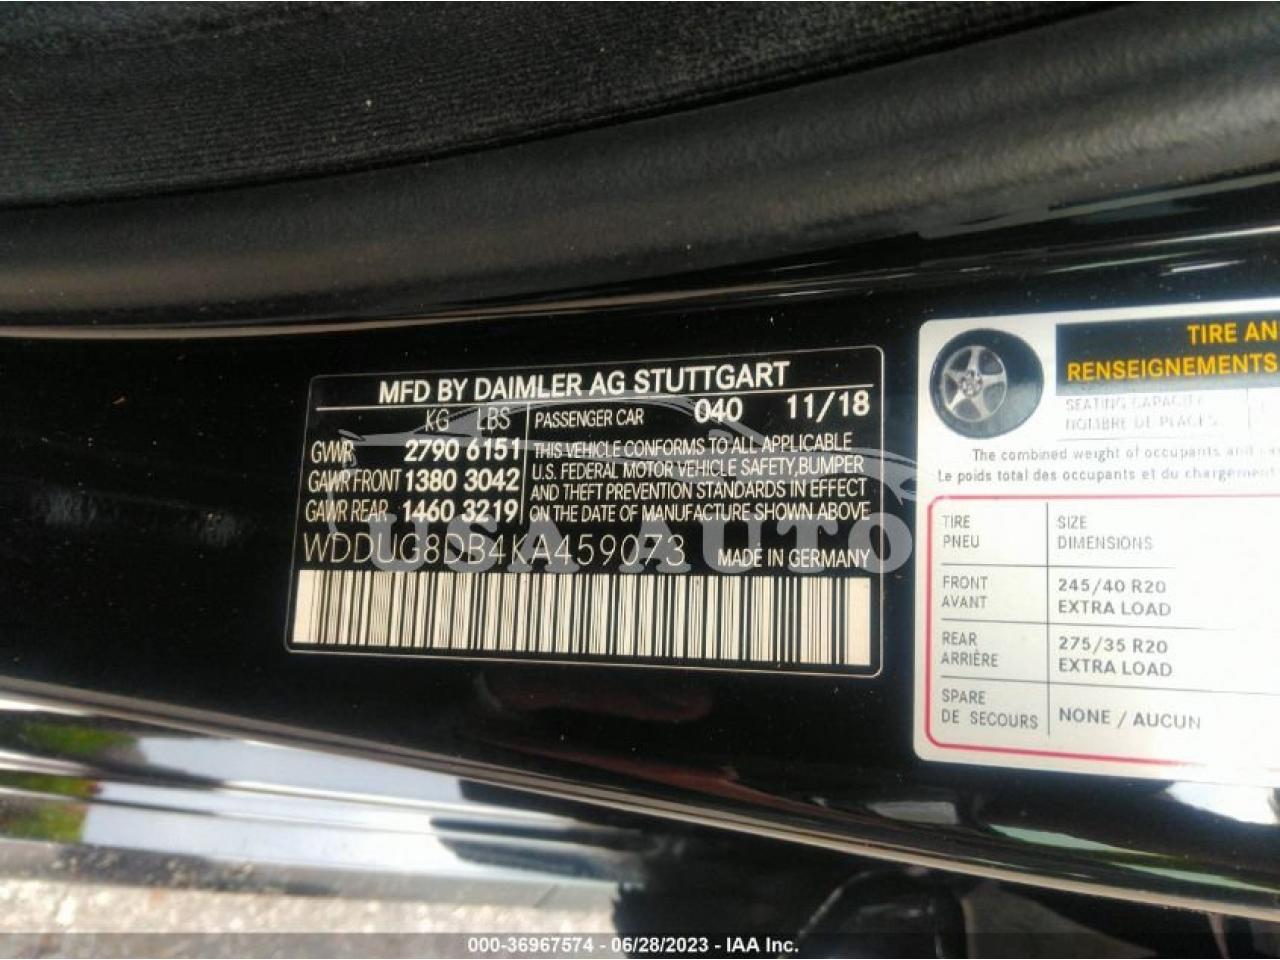 MFD BY DAIMLER AG STUTTGART
KG LBS PASSENGER CAR 040 11/18
GVWR 2790 6151 THIS VEHICLE CONFORMS TO ALL APPLICABLE
GAWR FRONT 1380 3042 U.S. FEDERAL MOTOR VEHICLE SAFETY, BUMPER
AND THEFT PREVENTION STANDARDS IN EFFECT
GAWR REAR 1460 3219 ON THE DATE OF MANUFACTURE SHOWN ABOVE
WDDUG8DB4KA459073 MADE IN GERMANY
USA AUTO
TIRE AN
RENSEIGNEMENTS
SEATING CAPACITY
NOMBRE DE PLACES
The combined weight of occupants and
Le poids total des occupants et du chargement
TIRE SIZE
PNEU DIMENSIONS
FRONT 245/40 R20
AVANT EXTRA LOAD
REAR 275/35 R20
ARRIÈRE EXTRA LOAD
SPARE
DE SECOURS NONE / AUCUN
000-36967574 - 06/28/2023 - IAA Inc.